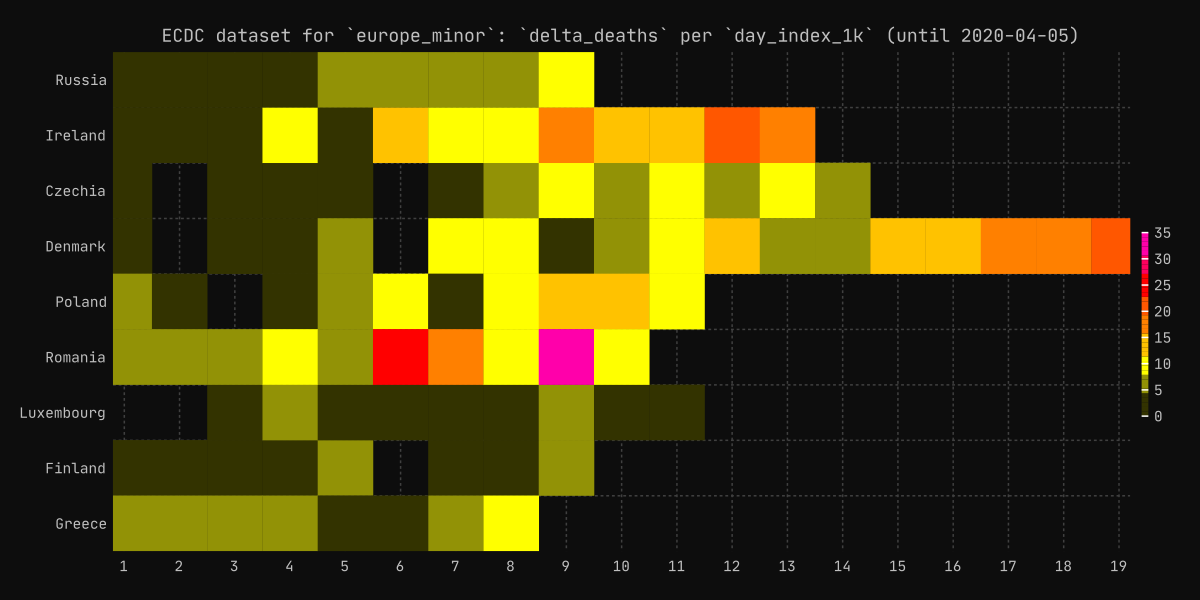 ECDC dataset for `europe_minor`: `delta_deaths` per `day_index_1k` (until 2020-04-05)
Russia
Ireland
Czechia
Denmark
Poland
Romania
Luxembourg
Finland
Greece
1 2 3 4 5 6 7 8 9 10 11 12 13 14 15 16 17 18 19
35
30
25
20
15
10
5
0